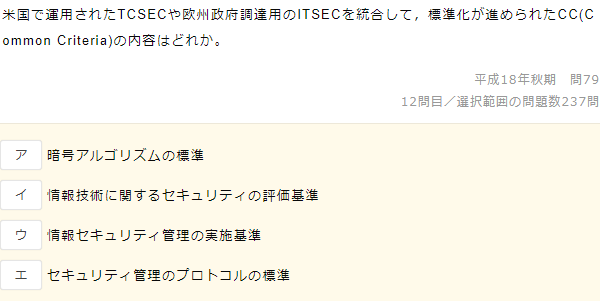 米国で運用されたTCSECや欧州政府調達用のITSECを統合して，標準化が進められたCC(C
ommon Criteria)の内容はどれか。
平成18年秋期　問79
12問目／選択範囲の問題数237問
ア 暗号アルゴリズムの標準
イ 情報技術に関するセキュリティの評価基準
ウ 情報セキュリティ管理の実施基準
エ セキュリティ管理のプロトコルの標準